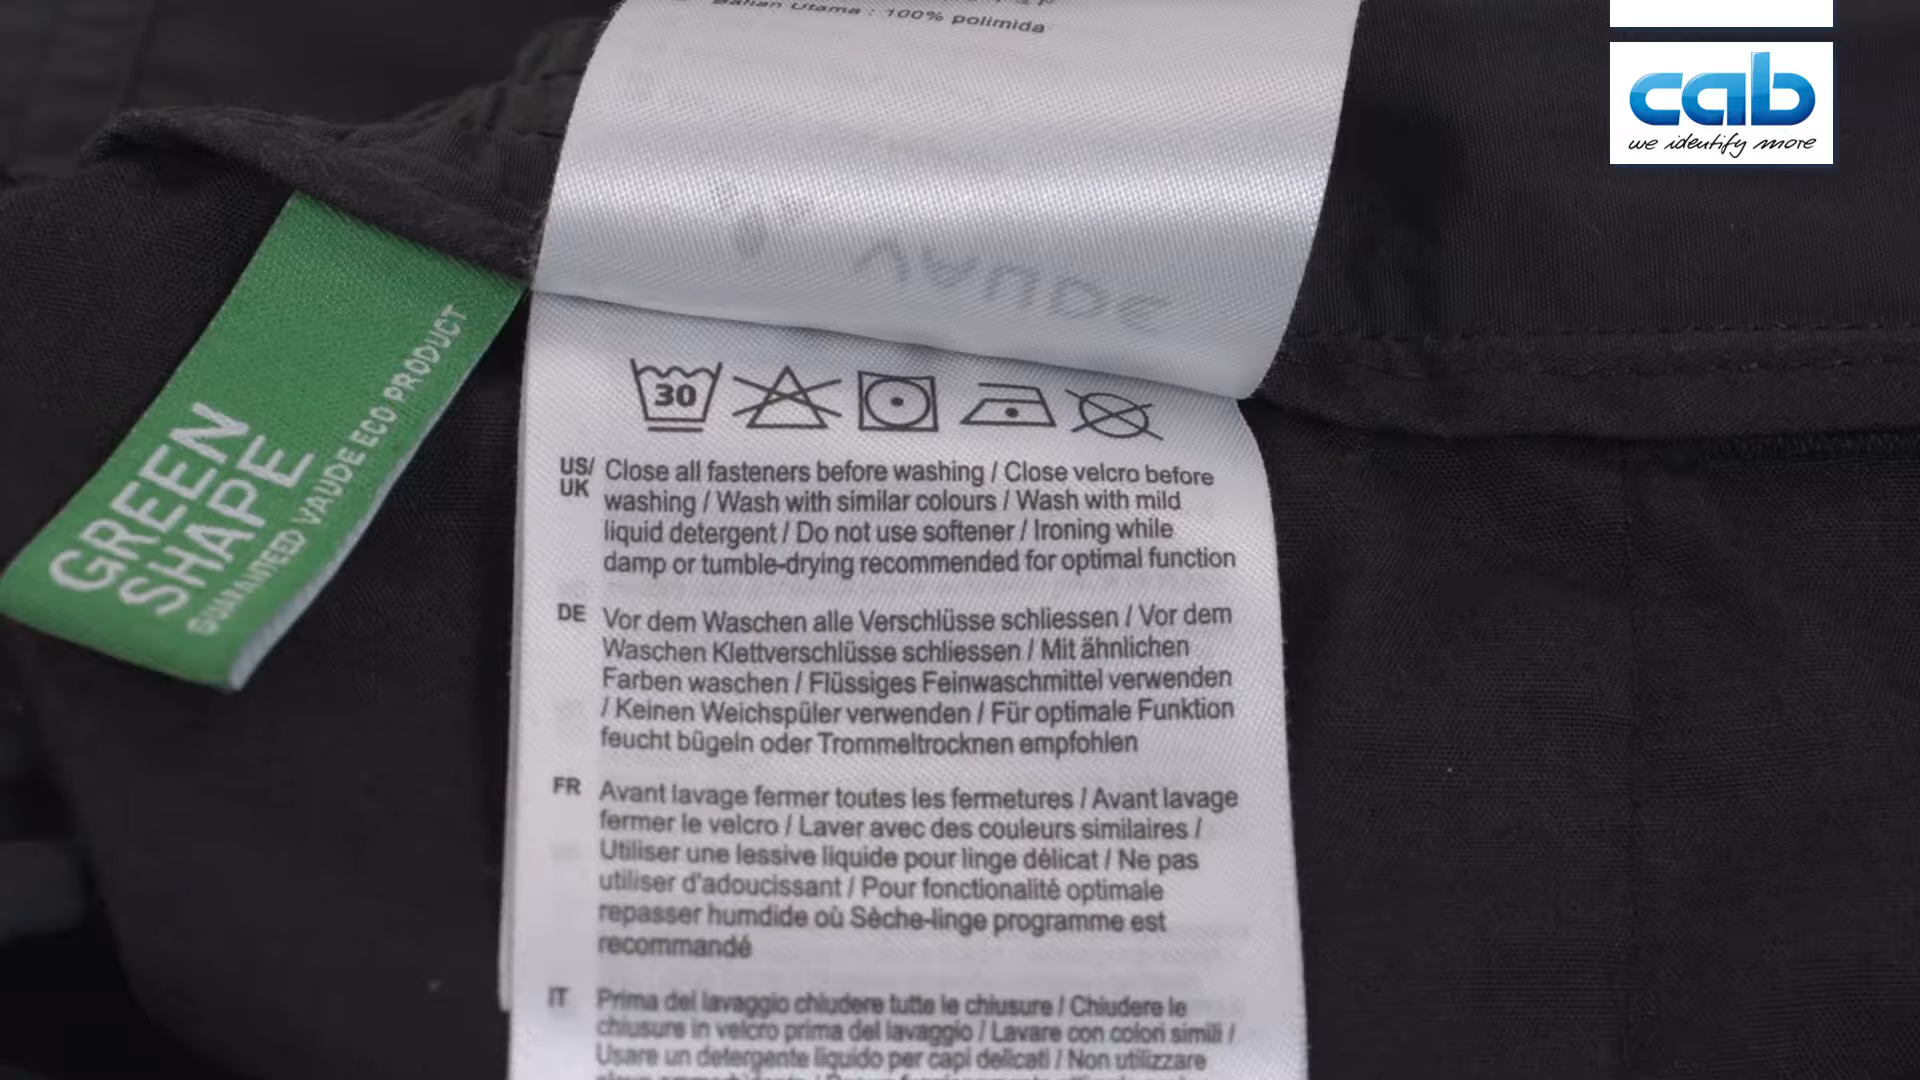 Bahan Utama : 100% polimida
cab
we identify more
VAUDE
30
GREEN
SHAPE
GUARANTEED VAUDE ECO PRODUCT
US/
UK
Close all fasteners before washing / Close velcro before
washing / Wash with similar colours / Wash with mild
liquid detergent / Do not use softener / Ironing while
damp or tumble-drying recommended for optimal function
DE
Vor dem Waschen alle Verschlüsse schliessen / Vor dem
Waschen Klettverschlüsse schliessen / Mit ähnlichen
Farben waschen / Flüssiges Feinwaschmittel verwenden
/ Keinen Weichspüler verwenden / Für optimale Funktion
feucht bügeln oder Trommeltrocknen empfohlen
FR
Avant lavage fermer toutes les fermetures / Avant lavage
fermer le velcro / Laver avec des couleurs similaires /
Utiliser une lessive liquide pour linge délicat / Ne pas
utiliser d'adoucissant / Pour fonctionalité optimale
repasser humdide où Sèche-linge programme est
recommandé
IT
Prima del lavaggio chiudere tutte le chiusure / Chiudere le
chiusure in velcro prima del lavaggio / Lavare con colori simili /
Usare un detergente liquido per capi delicati / Non utilizzare